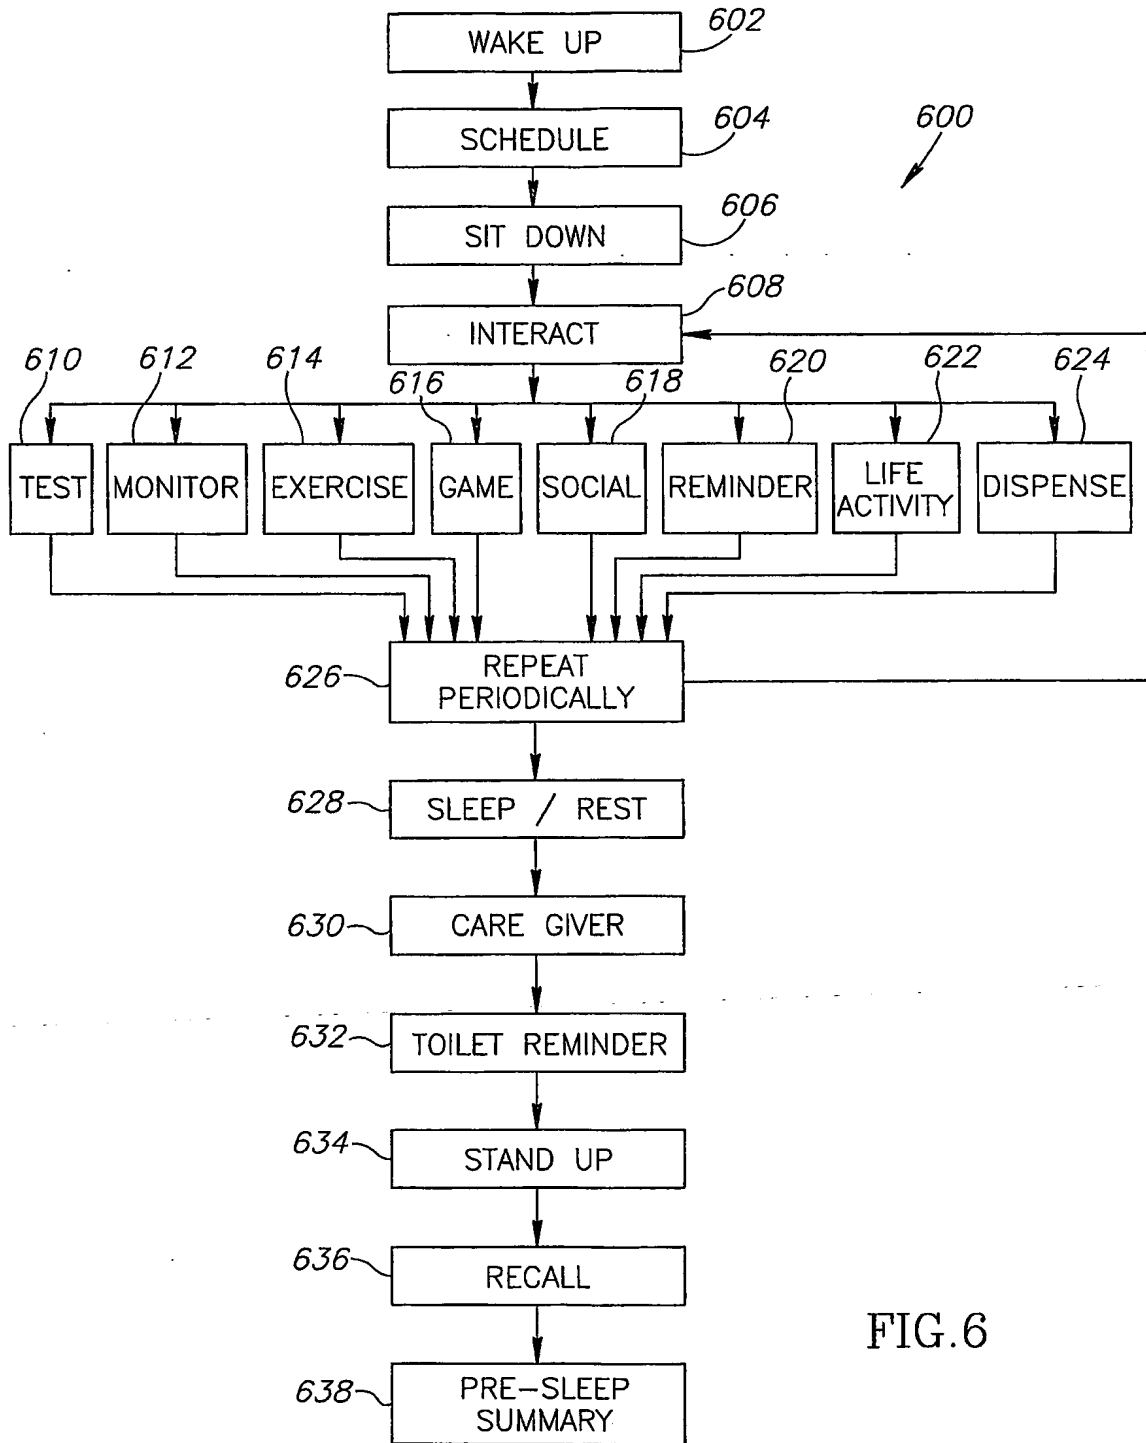 WAKE UP
602
SCHEDULE
604
600
SIT DOWN
606
INTERACT
608
610
612
614
616
618
620
622
624
TEST
MONITOR
EXERCISE
GAME
SOCIAL
REMINDER
LIFE
ACTIVITY
DISPENSE
626
REPEAT
PERIODICALLY
628
SLEEP / REST
630
CARE GIVER
632
TOILET REMINDER
634
STAND UP
636
RECALL
638
PRE-SLEEP
SUMMARY
FIG.6